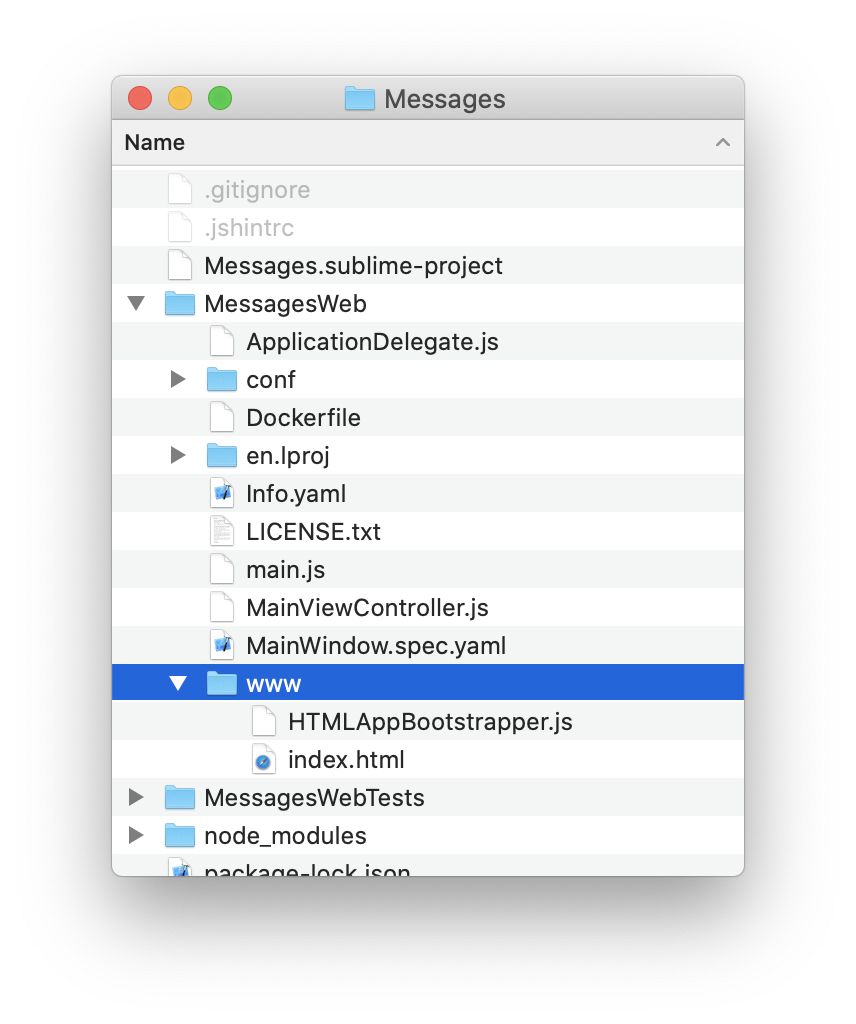 Messages
Name
.gitignore
.jshintrc
Messages.sublime-project
MessagesWeb
ApplicationDelegate.js
conf
Dockerfile
en.lproj
Info.yaml
LICENSE.txt
main.js
MainViewController.js
MainWindow.spec.yaml
www
HTMLAppBootstrapper.js
index.html
MessagesWebTests
node_modules
package-lock.json